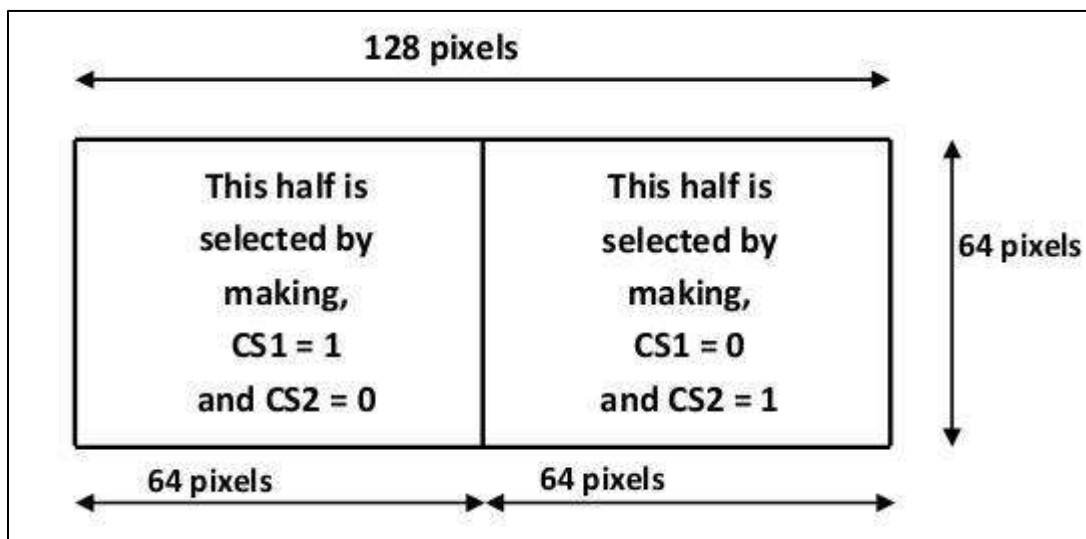 128 pixels
This half is
selected by
making,
CS1 = 1
and CS2 = 0
This half is
selected by
making,
CS1 = 0
and CS2 = 1
64 pixels
64 pixels
64 pixels